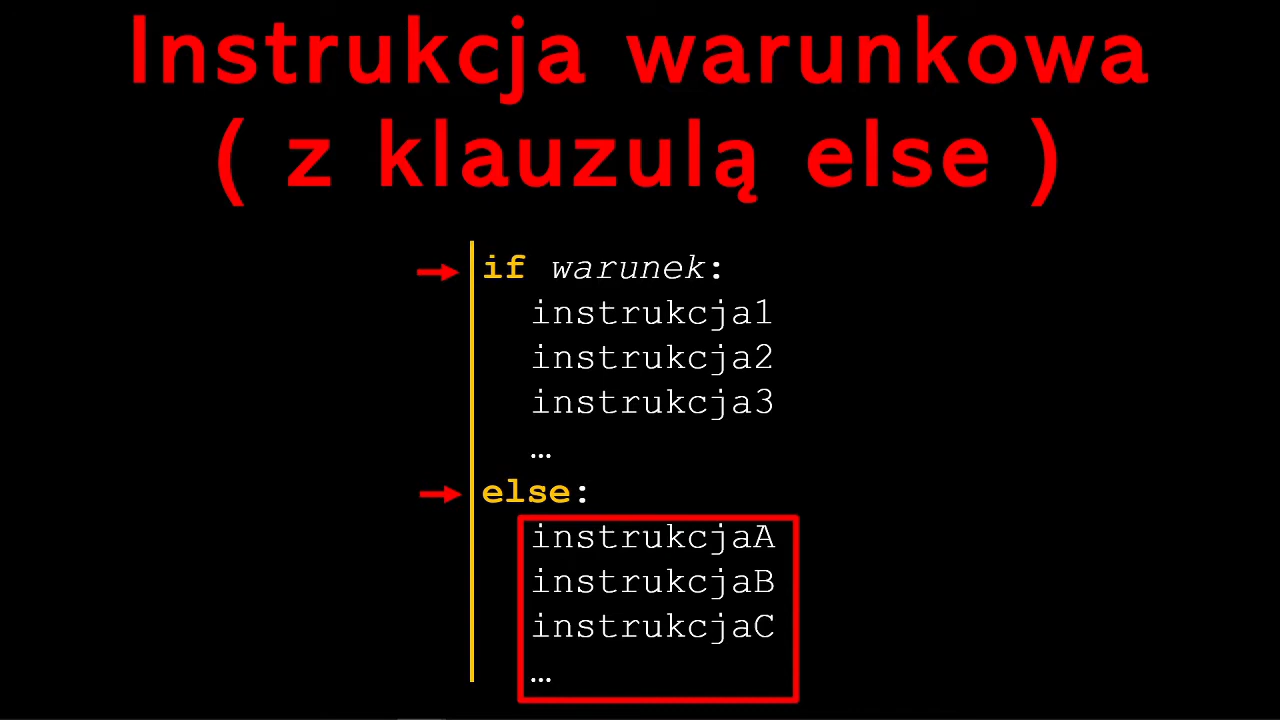 Instrukcja warunkowa
( z klauzulą else )
if warunek:
instrukcja1
instrukcja2
instrukcja3
…
else:
instrukcjaA
instrukcjaB
instrukcjaC
…